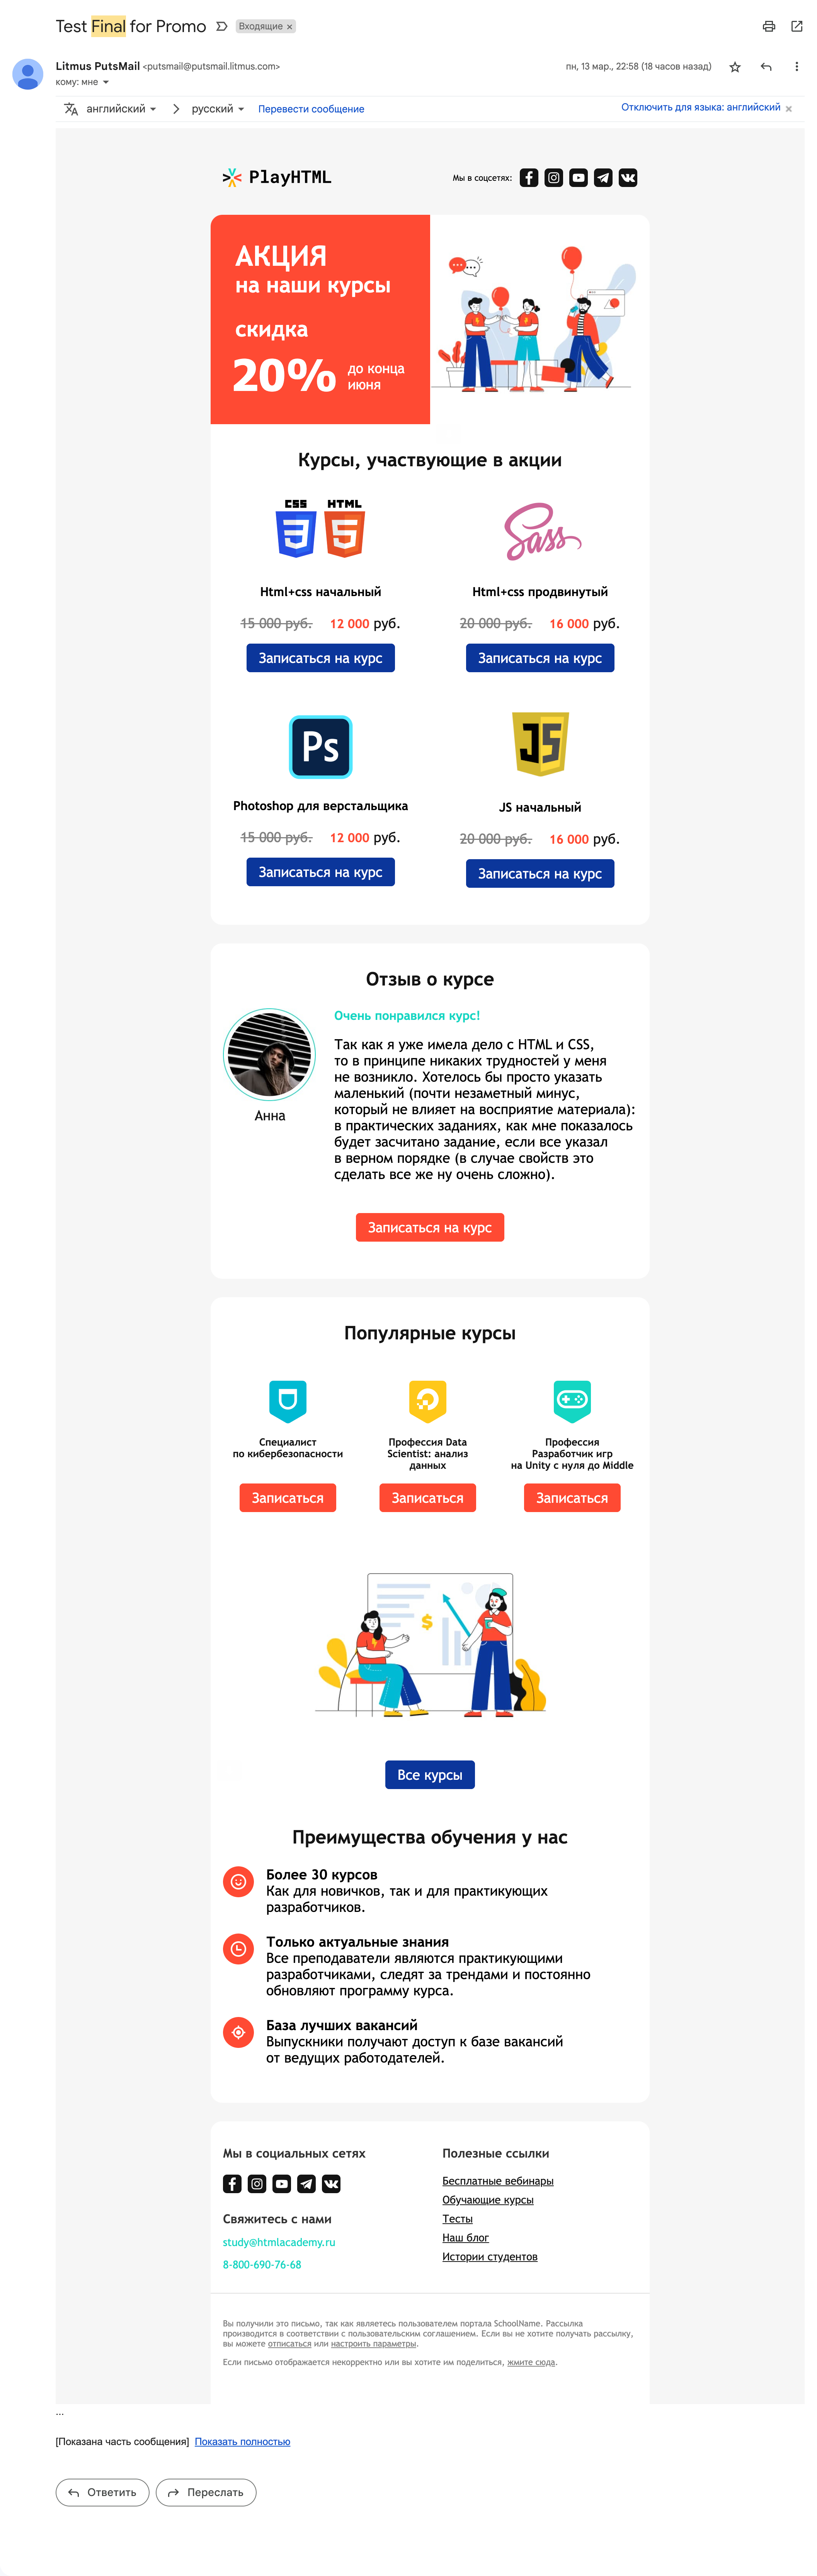 Test Final for Promo
Входящие ×
Litmus PutsMail <putsmail@putsmail.litmus.com>
пн, 13 мар., 22:58 (18 часов назад)
кому: мне
английский
русский
Перевести сообщение
Отключить для языка: английский ×
PlayHTML
Мы в соцсетях:
АКЦИЯ
на наши курсы
скидка
20%
до конца
июня
Курсы, участвующие в акции
CSS HTML
Sass
Html+css начальный
Html+css продвинутый
15 000 руб. 12 000 руб.
20 000 руб. 16 000 руб.
Записаться на курс
Записаться на курс
Ps
JS
Photoshop для верстальщика
JS начальный
15 000 руб. 12 000 руб.
20 000 руб. 16 000 руб.
Записаться на курс
Записаться на курс
Отзыв о курсе
Анна
Очень понравился курс!
Так как я уже имела дело с HTML и CSS,
то в принципе никаких трудностей у меня
не возникло. Хотелось бы просто указать
маленький (почти незаметный минус,
который не влияет на восприятие материала):
в практических заданиях, как мне показалось
будет засчитано задание, если все указал
в верном порядке (в случае свойств это
сделать все же ну очень сложно).
Записаться на курс
Популярные курсы
Специалист
по кибербезопасности
Профессия Data
Scientist: анализ
данных
Профессия
Разработчик игр
на Unity с нуля до Middle
Записаться
Записаться
Записаться
$
Все курсы
Преимущества обучения у нас
Более 30 курсов
Как для новичков, так и для практикующих
разработчиков.
Только актуальные знания
Все преподаватели являются практикующими
разработчиками, следят за трендами и постоянно
обновляют программу курса.
База лучших вакансий
Выпускники получают доступ к базе вакансий
от ведущих работодателей.
Мы в социальных сетях
Свяжитесь с нами
study@htmlacademy.ru
8-800-690-76-68
Полезные ссылки
Бесплатные вебинары
Обучающие курсы
Тесты
Наш блог
Истории студентов
Вы получили это письмо, так как являетесь пользователем портала SchoolName. Рассылка
производится в соответствии с пользовательским соглашением. Если вы не хотите получать рассылку,
вы можете отписаться или настроить параметры.
Если письмо отображается некорректно или вы хотите им поделиться, жмите сюда.
...
[Показана часть сообщения] Показать полностью
Ответить
Переслать